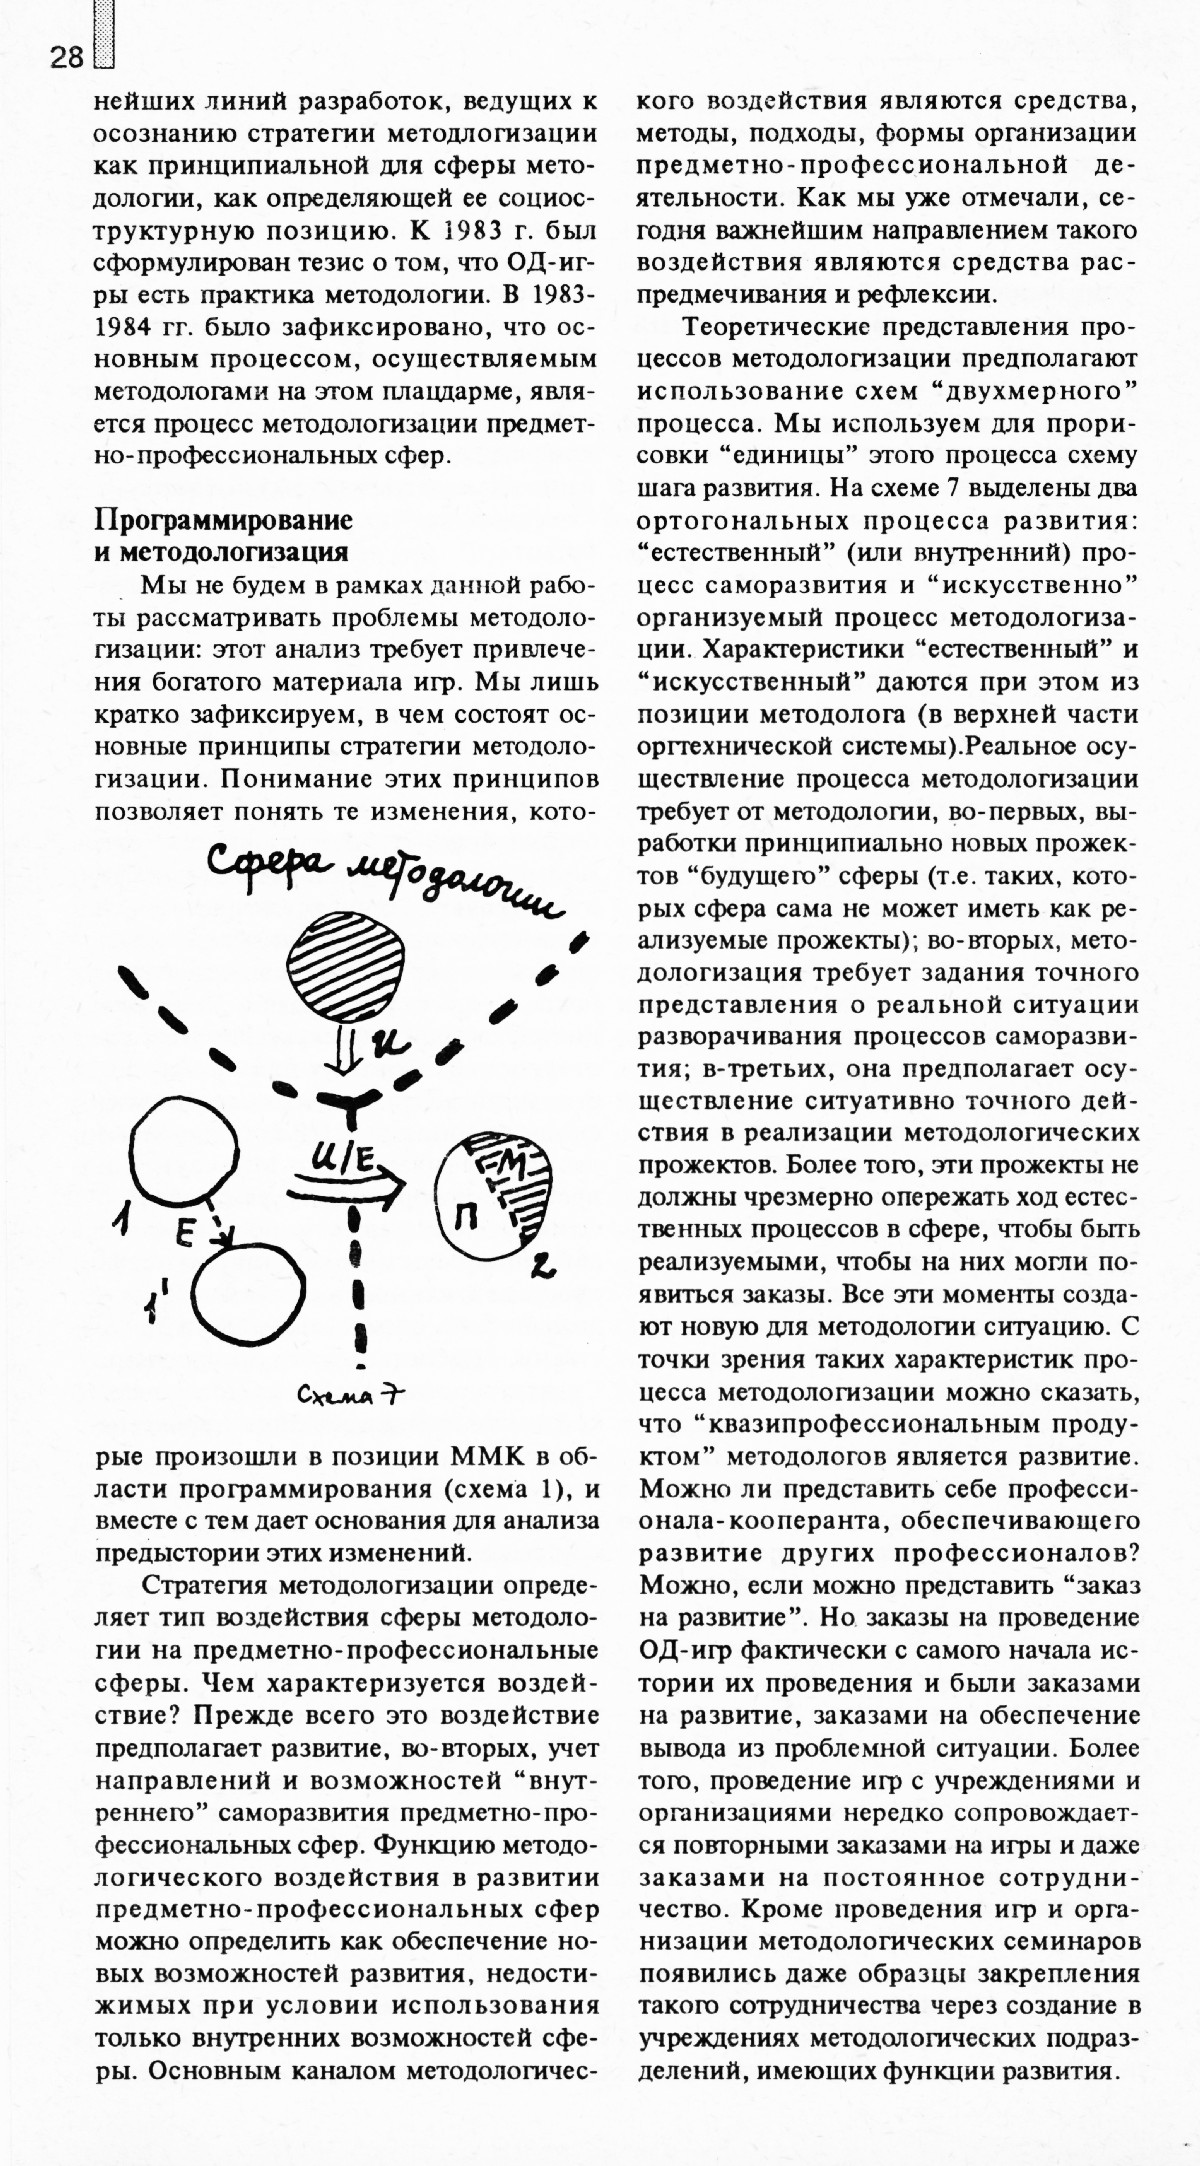 28
нейших линий разработок, ведущих к
осознанию стратегии методлогизации
как принципиальной для сферы мето-
дологии, как определяющей ее социос-
труктурную позицию. К 1983 г. был
сформулирован тезис о том, что ОД-иг-
ры есть практика методологии. В 1983-
1984 гг. было зафиксировано, что ос-
новным процессом, осуществляемым
методологами на этом плацдарме, явля-
ется процесс методологизации предмет-
но-профессиональных сфер.
Программирование
и методологизация
Мы не будем в рамках данной рабо-
ты рассматривать проблемы методоло-
гизации: этот анализ требует привлече-
ния богатого материала игр. Мы лишь
кратко зафиксируем, в чем состоят ос-
новные принципы стратегии методоло-
гизации. Понимание этих принципов
позволяет понять те изменения, кото-
Сфера методологии
И
И/Е
М
П
1
Е
2
1'
Схема 7
рые произошли в позиции ММК в об-
ласти программирования (схема 1), и
вместе с тем дает основания для анализа
предыстории этих изменений.
Стратегия методологизации опреде-
ляет тип воздействия сферы методоло-
гии на предметно-профессиональные
сферы. Чем характеризуется воздей-
ствие? Прежде всего это воздействие
предполагает развитие, во-вторых, учет
направлений и возможностей “внут-
реннего” саморазвития предметно-про-
фессиональных сфер. Функцию методо-
логического воздействия в развитии
предметно-профессиональных сфер
можно определить как обеспечение но-
вых возможностей развития, недости-
жимых при условии использования
только внутренних возможностей сфе-
ры. Основным каналом методологичес-
кого воздействия являются средства,
методы, подходы, формы организации
предметно-профессиональной де-
ятельности. Как мы уже отмечали, се-
годня важнейшим направлением такого
воздействия являются средства рас-
предмечивания и рефлексии.
Теоретические представления про-
цессов методологизации предполагают
использование схем “двухмерного”
процесса. Мы используем для прори-
совки “единицы” этого процесса схему
шага развития. На схеме 7 выделены два
ортогональных процесса развития:
“естественный” (или внутренний) про-
цесс саморазвития и “искусственно”
организуемый процесс методологиза-
ции. Характеристики “естественный” и
“искусственный” даются при этом из
позиции методолога (в верхней части
оргтехнической системы).Реальное осу-
ществление процесса методологизации
требует от методологии, во-первых, вы-
работки принципиально новых прожек-
тов “будущего” сферы (т.е. таких, кото-
рых сфера сама не может иметь как ре-
ализуемые прожекты); во-вторых, мето-
дологизация требует задания точного
представления о реальной ситуации
разворачивания процессов саморазви-
тия; в-третьих, она предполагает осу-
ществление ситуативно точного дей-
ствия в реализации методологических
прожектов. Более того, эти прожекты не
должны чрезмерно опережать ход естес-
твенных процессов в сфере, чтобы быть
реализуемыми, чтобы на них могли по-
явиться заказы. Все эти моменты созда-
ют новую для методологии ситуацию. С
точки зрения таких характеристик про-
цесса методологизации можно сказать,
что “квазипрофессиональным проду-
ктом” методологов является развитие.
Можно ли представить себе професси-
онала-кооперанта, обеспечивающего
развитие других профессионалов?
Можно, если можно представить “заказ
на развитие”. Но заказы на проведение
ОД-игр фактически с самого начала ис-
тории их проведения и были заказами
на развитие, заказами на обеспечение
вывода из проблемной ситуации. Более
того, проведение игр с учреждениями и
организациями нередко сопровождает-
ся повторными заказами на игры и даже
заказами на постоянное сотрудни-
чество. Кроме проведения игр и орга-
низации методологических семинаров
появились даже образцы закрепления
такого сотрудничества через создание в
учреждениях методологических подраз-
делений, имеющих функции развития.